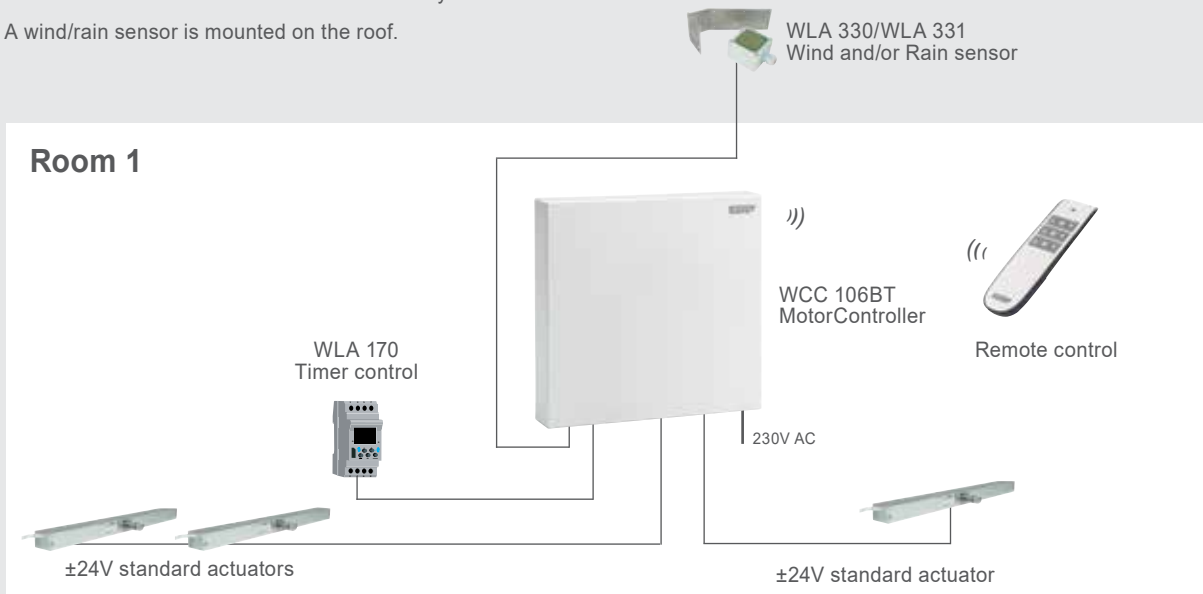 A wind/rain sensor is mounted on the roof.
WLA 330/WLA 331
Wind and/or Rain sensor
Room 1
WCC 106BT
MotorController
Remote control
WLA 170
Timer control
230V AC
±24V standard actuators
±24V standard actuator